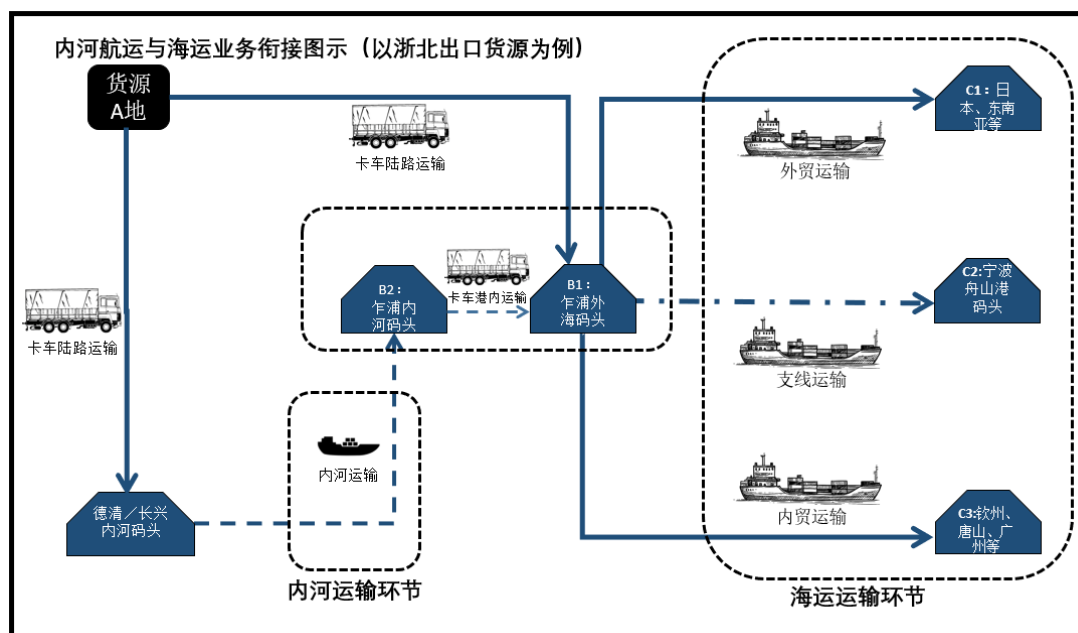 内河航运与海运业务衔接图示（以浙北出口货源为例）
货源
A地
卡车陆路运输
C1：日
本、东南
亚等
外贸运输
B2：
乍浦内
河码头
卡车港内运输
B1：
乍浦外
海码头
C2:宁波
舟山港
码头
卡车陆路运输
支线运输
内河运输
德清／长兴
内河码头
内贸运输
C3:钦州、
唐山、广
州等
内河运输环节
海运运输环节